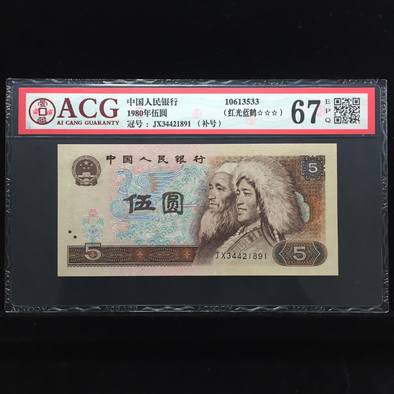 ACG
AI CANG GUARANTY
中国人民银行
10613533
1980年伍圆
(红光蓝鹤☆☆☆)
冠号：JX34421891 （补号）
67 EPQ
中国人民银行
5
伍圆
5
5
JX34421891